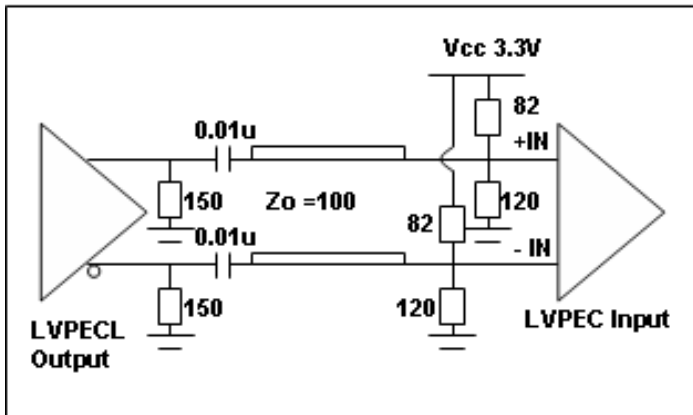 Vcc 3.3V
82
0.01u
+IN
150
Zo =100
120
82
0.01u
- IN
150
120
LVPECL
Output
LVPEC Input